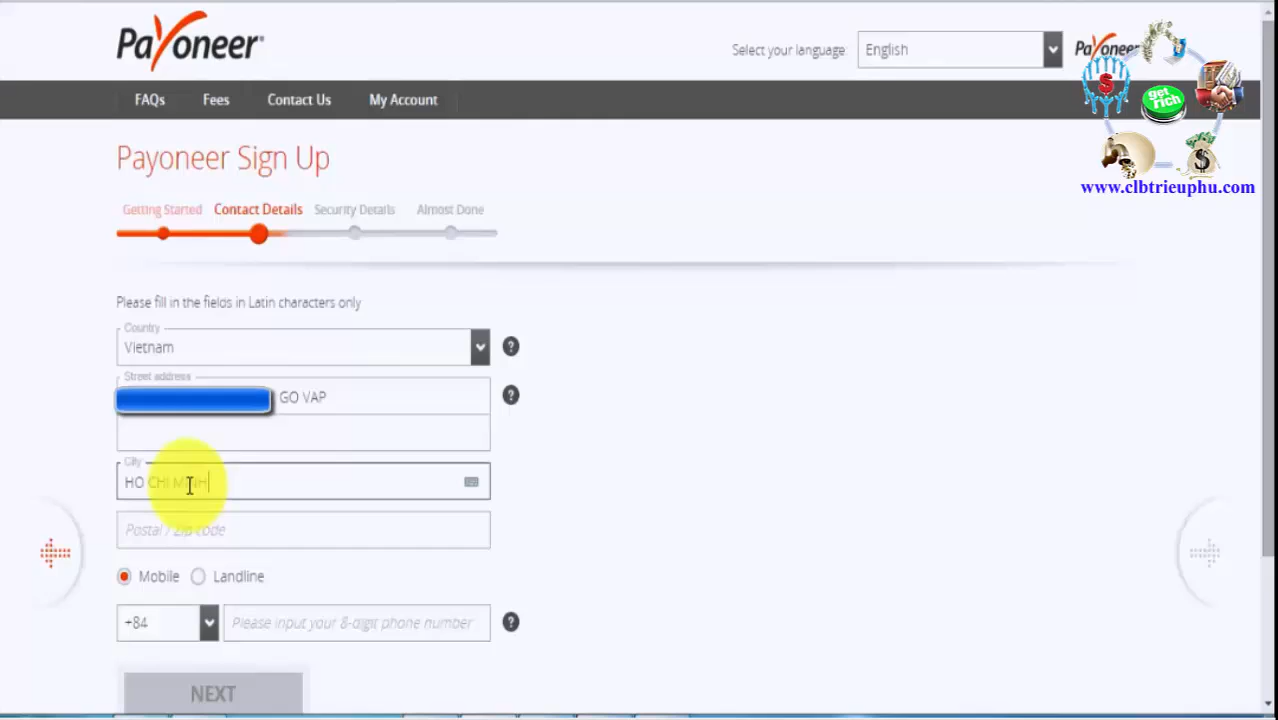 Payoneer
Select your language:
English
Payoneer
FAQs
Fees
Contact Us
My Account
$
get rich
$
www.clbtrieuphu.com
Payoneer Sign Up
Getting Started
Contact Details
Security Details
Almost Done
Please fill in the fields in Latin characters only
Country
Vietnam
?
Street address
GO VAP
?
City
HO CHI MINH
Postal / Zip code
Mobile
Landline
+84
Please input your 8-digit phone number
?
NEXT